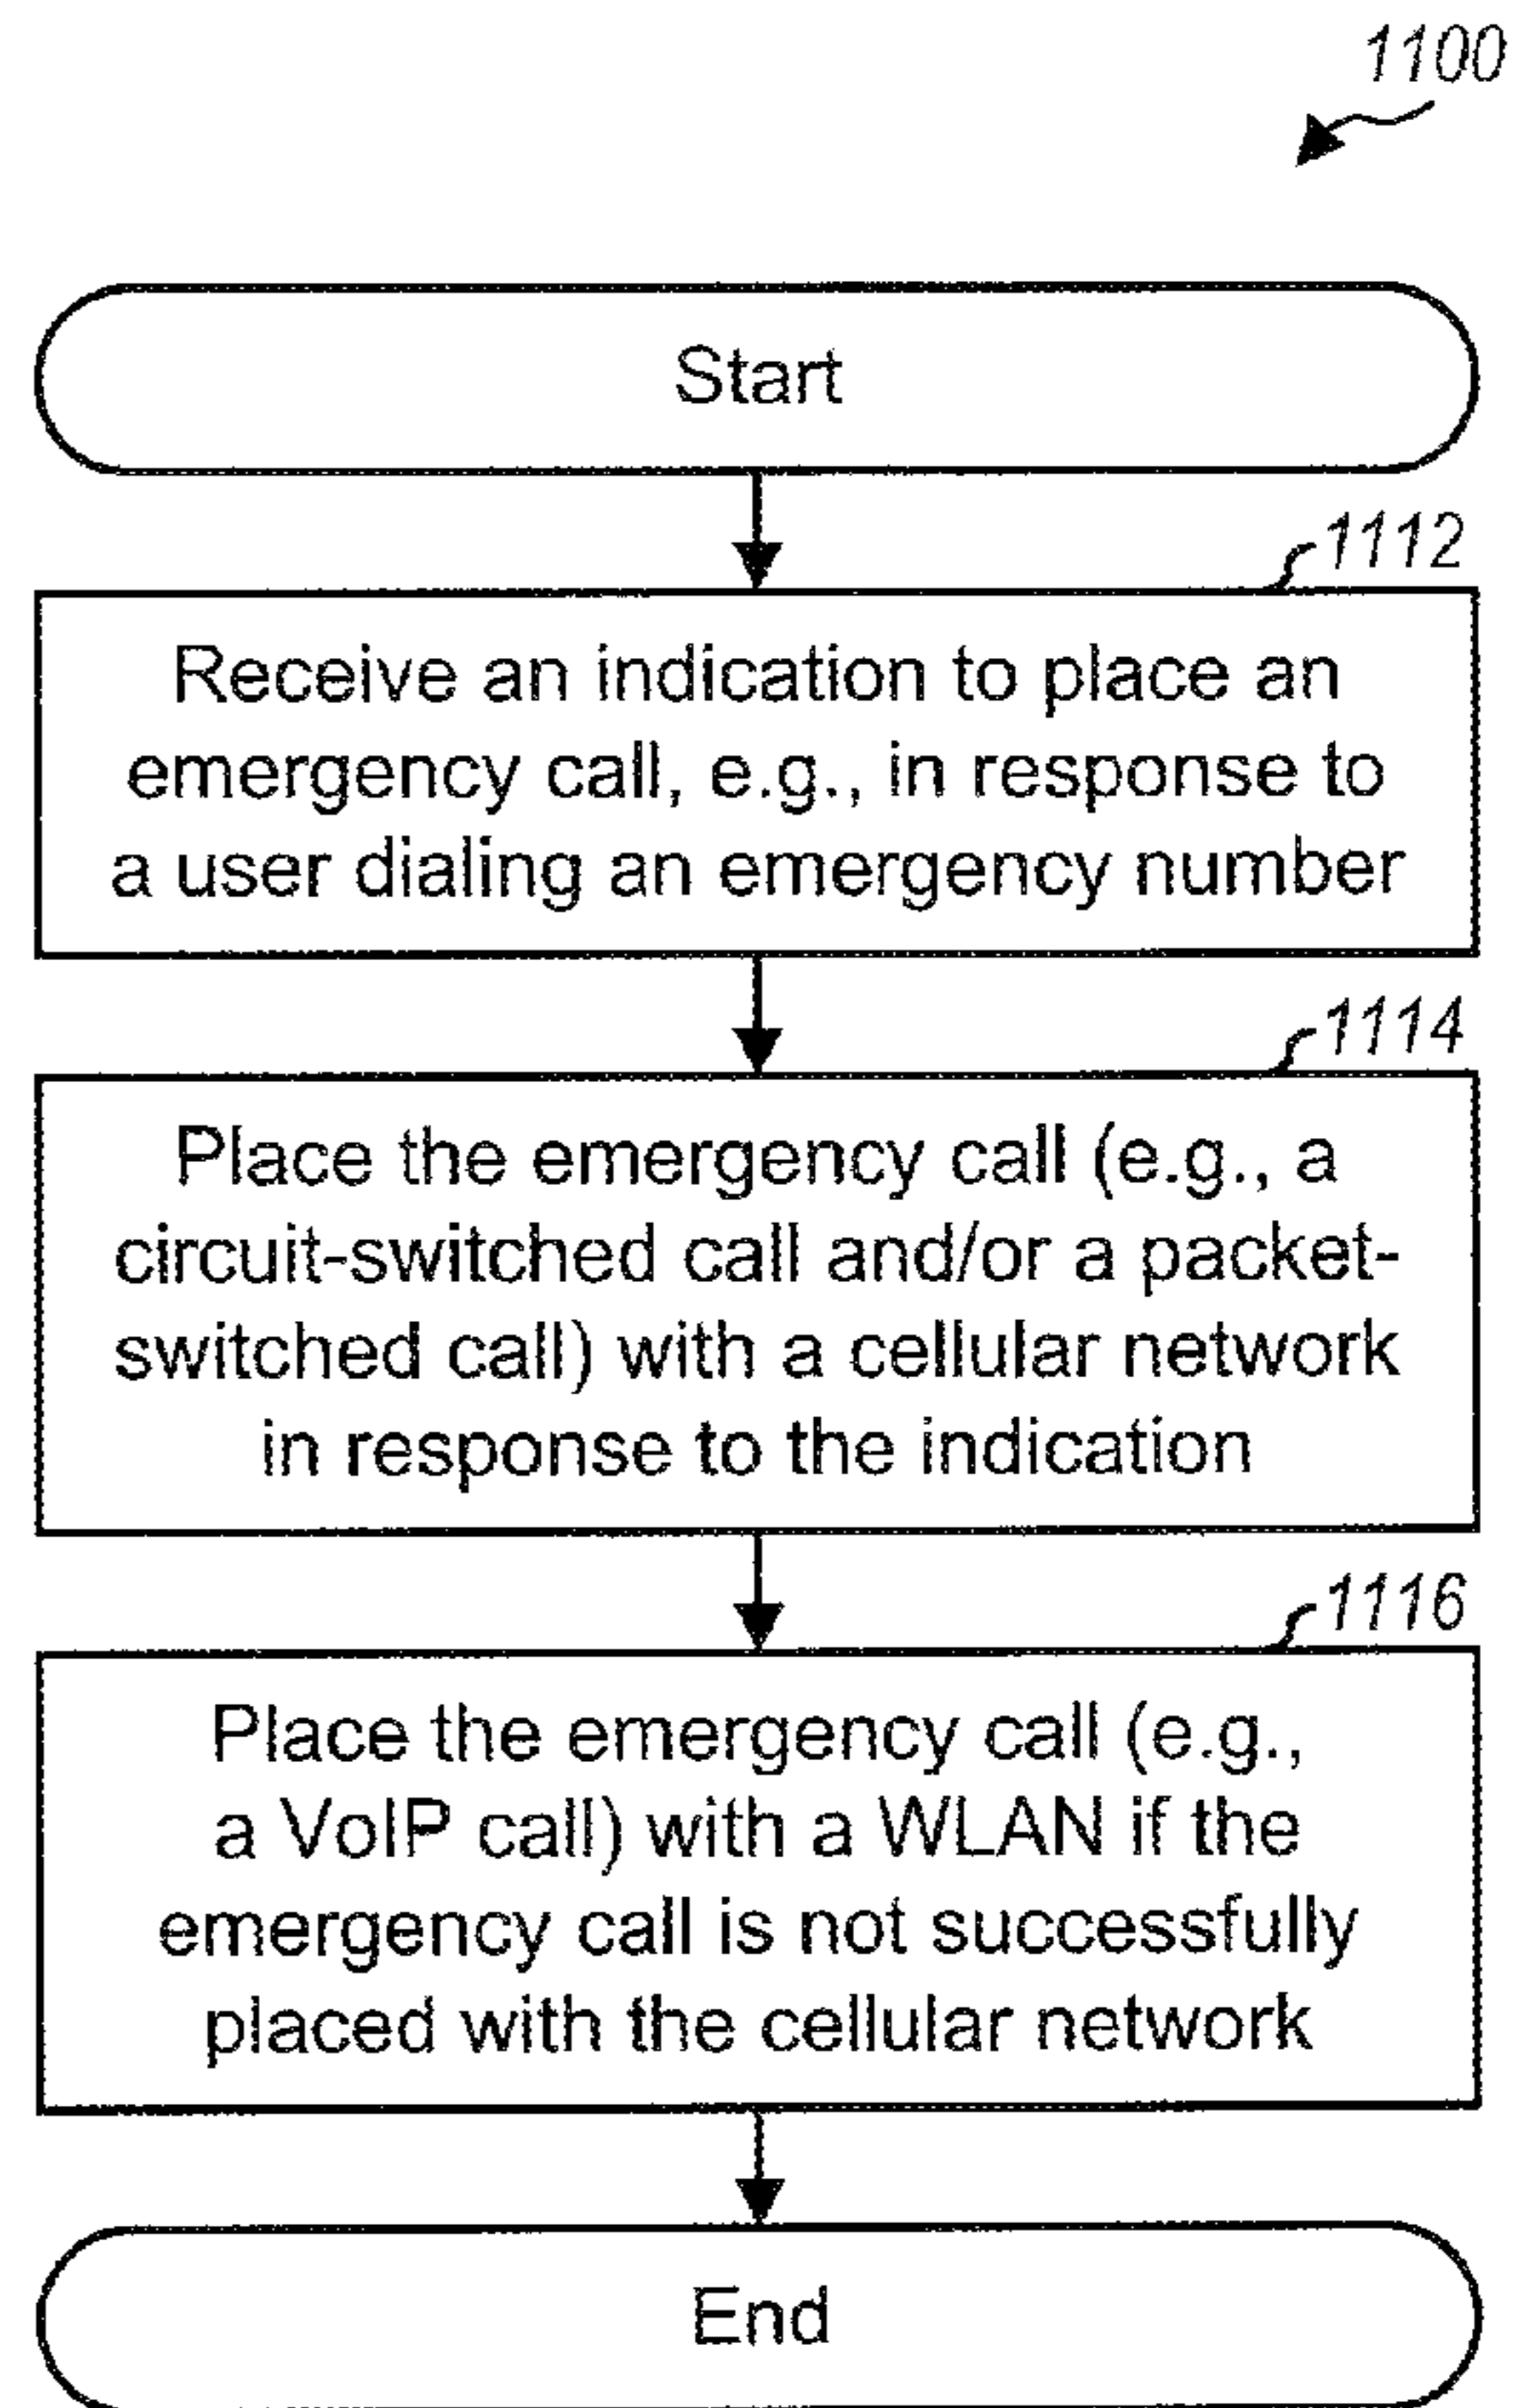 1100
Start
1112
Receive an indication to place an
emergency call, e.g., in response to
a user dialing an emergency number
1114
Place the emergency call (e.g., a
circuit-switched call and/or a packet-
switched call) with a cellular network
in response to the indication
1116
Place the emergency call (e.g.,
a VoIP call) with a WLAN if the
emergency call is not successfully
placed with the cellular network
End